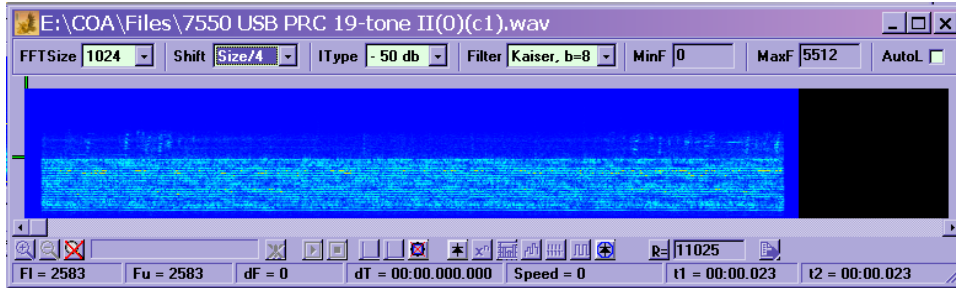 E:\COA\Files\7550 USB PRC 19-tone II(0)(c1).wav
FFTSize 1024 Shift Size/4 IType - 50 db Filter Kaiser, b=8 MinF 0 MaxF 5512 AutoL
R= 11025
Fl = 2583 Fu = 2583 dF = 0 dT = 00:00.000.000 Speed = 0 t1 = 00:00.023 t2 = 00:00.023